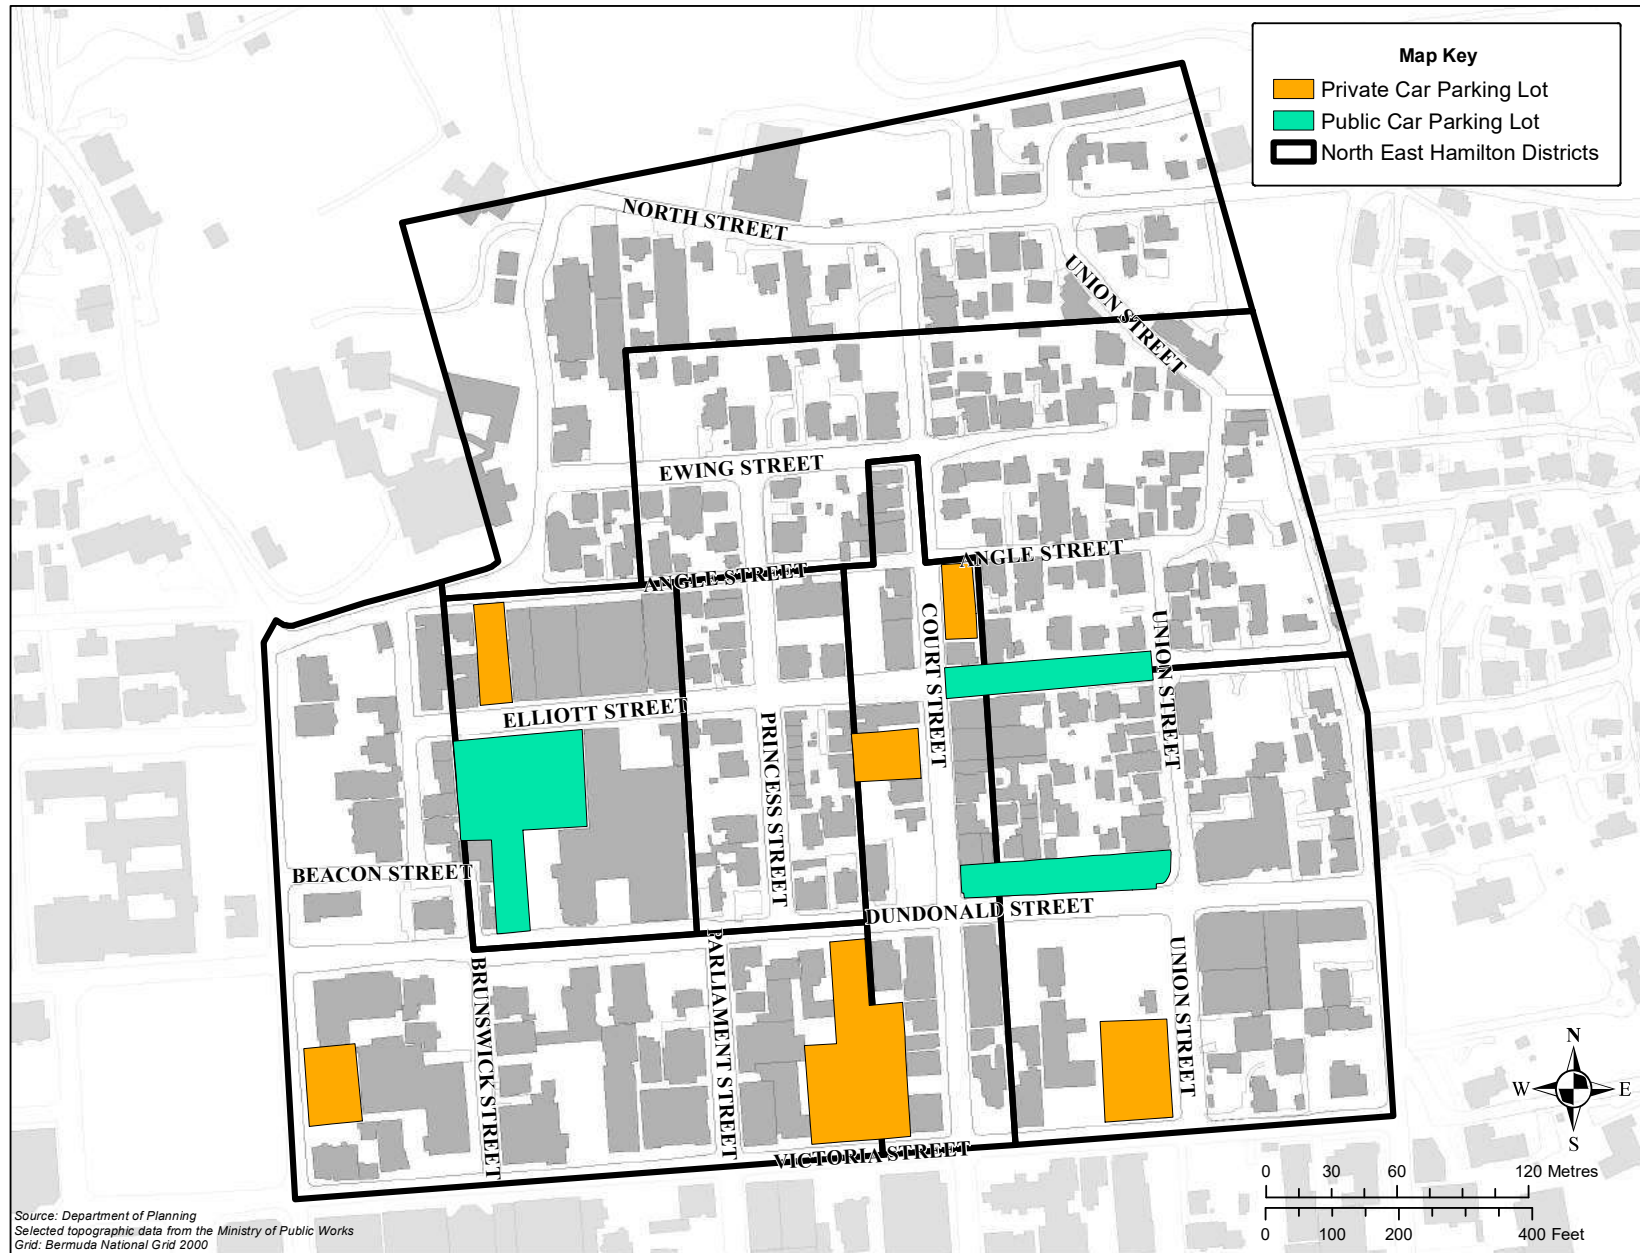 Map Key
Private Car Parking Lot
Public Car Parking Lot
North East Hamilton Districts
NORTH STREET
UNION STREET
EWING STREET
ANGLE STREET
ANGLE STREET
COURT STREET
UNION STREET
ELLIOTT STREET
PRINCESS STREET
BEACON STREET
DUNDONALD STREET
BRUNSWICK STREET
PARLIAMENT STREET
UNION STREET
VICTORIA STREET
N
W
E
S
0 30 60 120 Metres
0 100 200 400 Feet
Source: Department of Planning
Selected topographic data from the Ministry of Public Works
Grid: Bermuda National Grid 2000